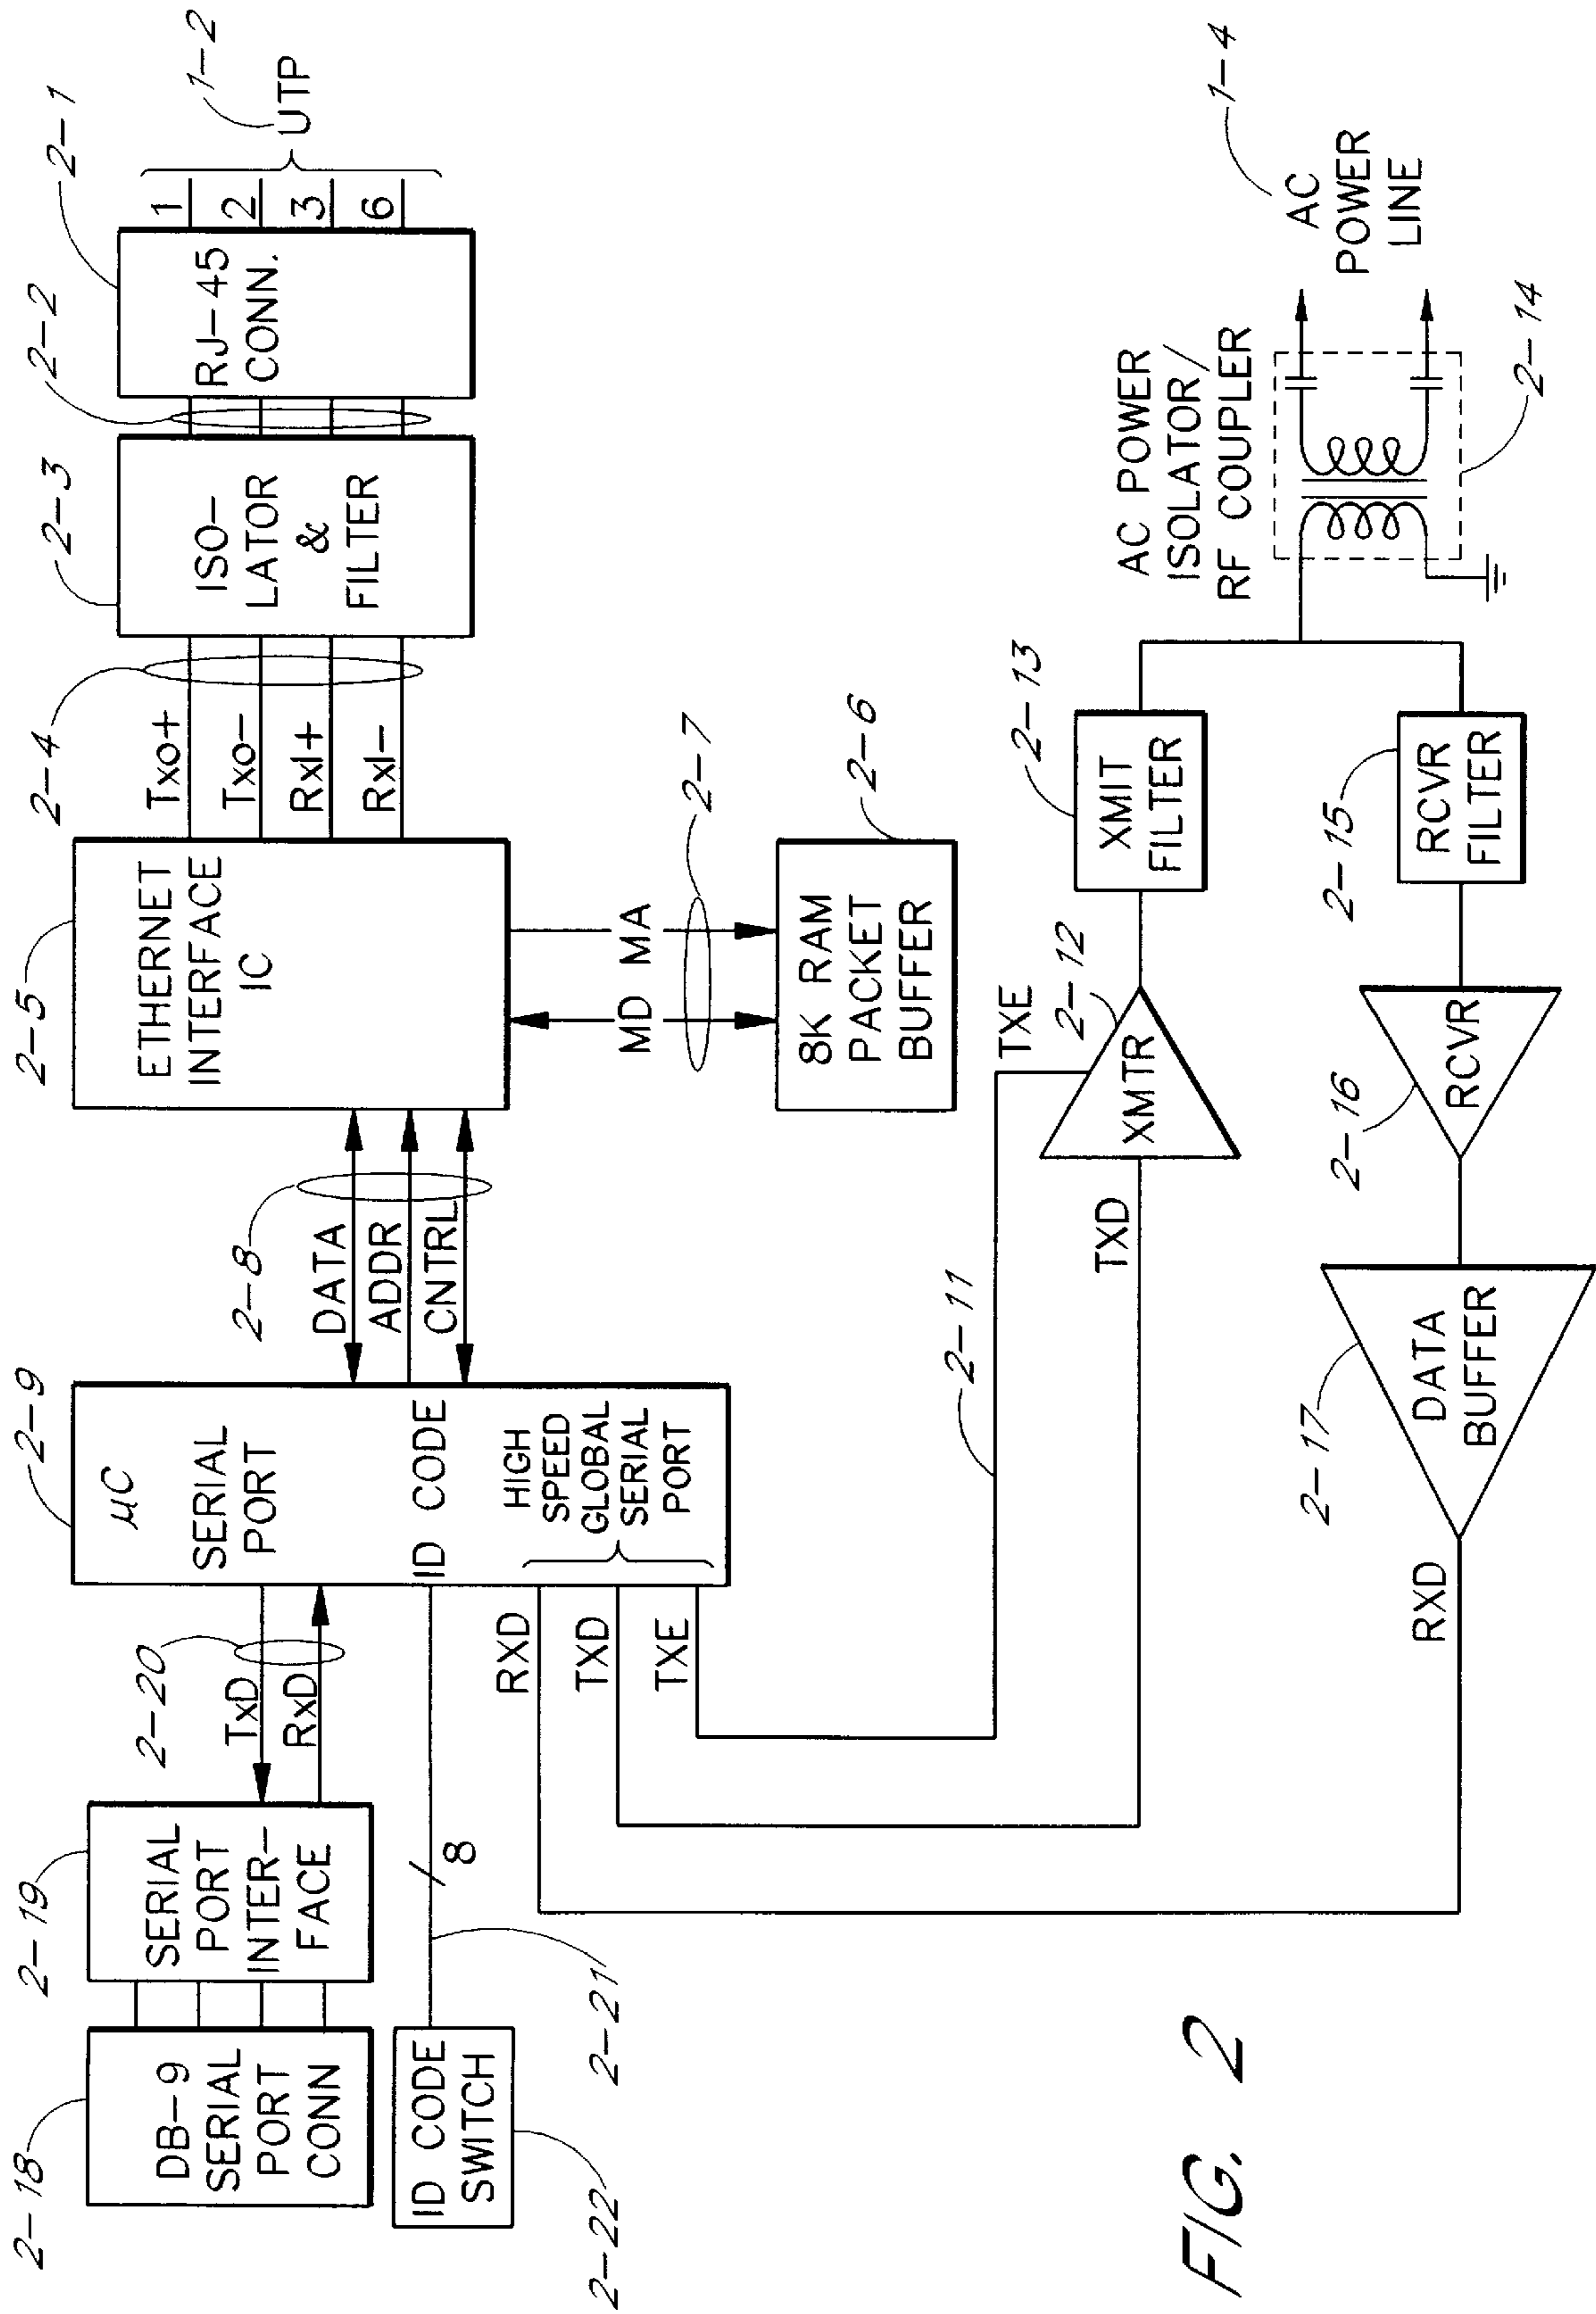 2-18
DB-9
SERIAL
PORT
CONN
2-19
SERIAL
PORT
INTER-
FACE
2-20
TxD
RxD
2-9
µC
SERIAL
PORT
ID CODE
HIGH
SPEED
GLOBAL
SERIAL
PORT
2-8
DATA
ADDR
CNTRL
2-5
ETHERNET
INTERFACE
IC
2-4
Txo+
Txo-
RxI+
RxI-
2-3
ISO-
LATOR
&
FILTER
2-2
2-1
RJ-45
CONN.
1
2
3
6
1-2
UTP
ID CODE
SWITCH
2-22
2-21
8
RXD
TXD
TXE
MD
MA
2-7
8K RAM
PACKET
BUFFER
2-6
2-11
TXE
TXD
2-12
XMTR
2-13
XMIT
FILTER
AC POWER
ISOLATOR/
RF COUPLER
1-4
AC
POWER
LINE
2-14
RXD
2-17
DATA
BUFFER
2-16
RCVR
2-15
RCVR
FILTER
FIG. 2